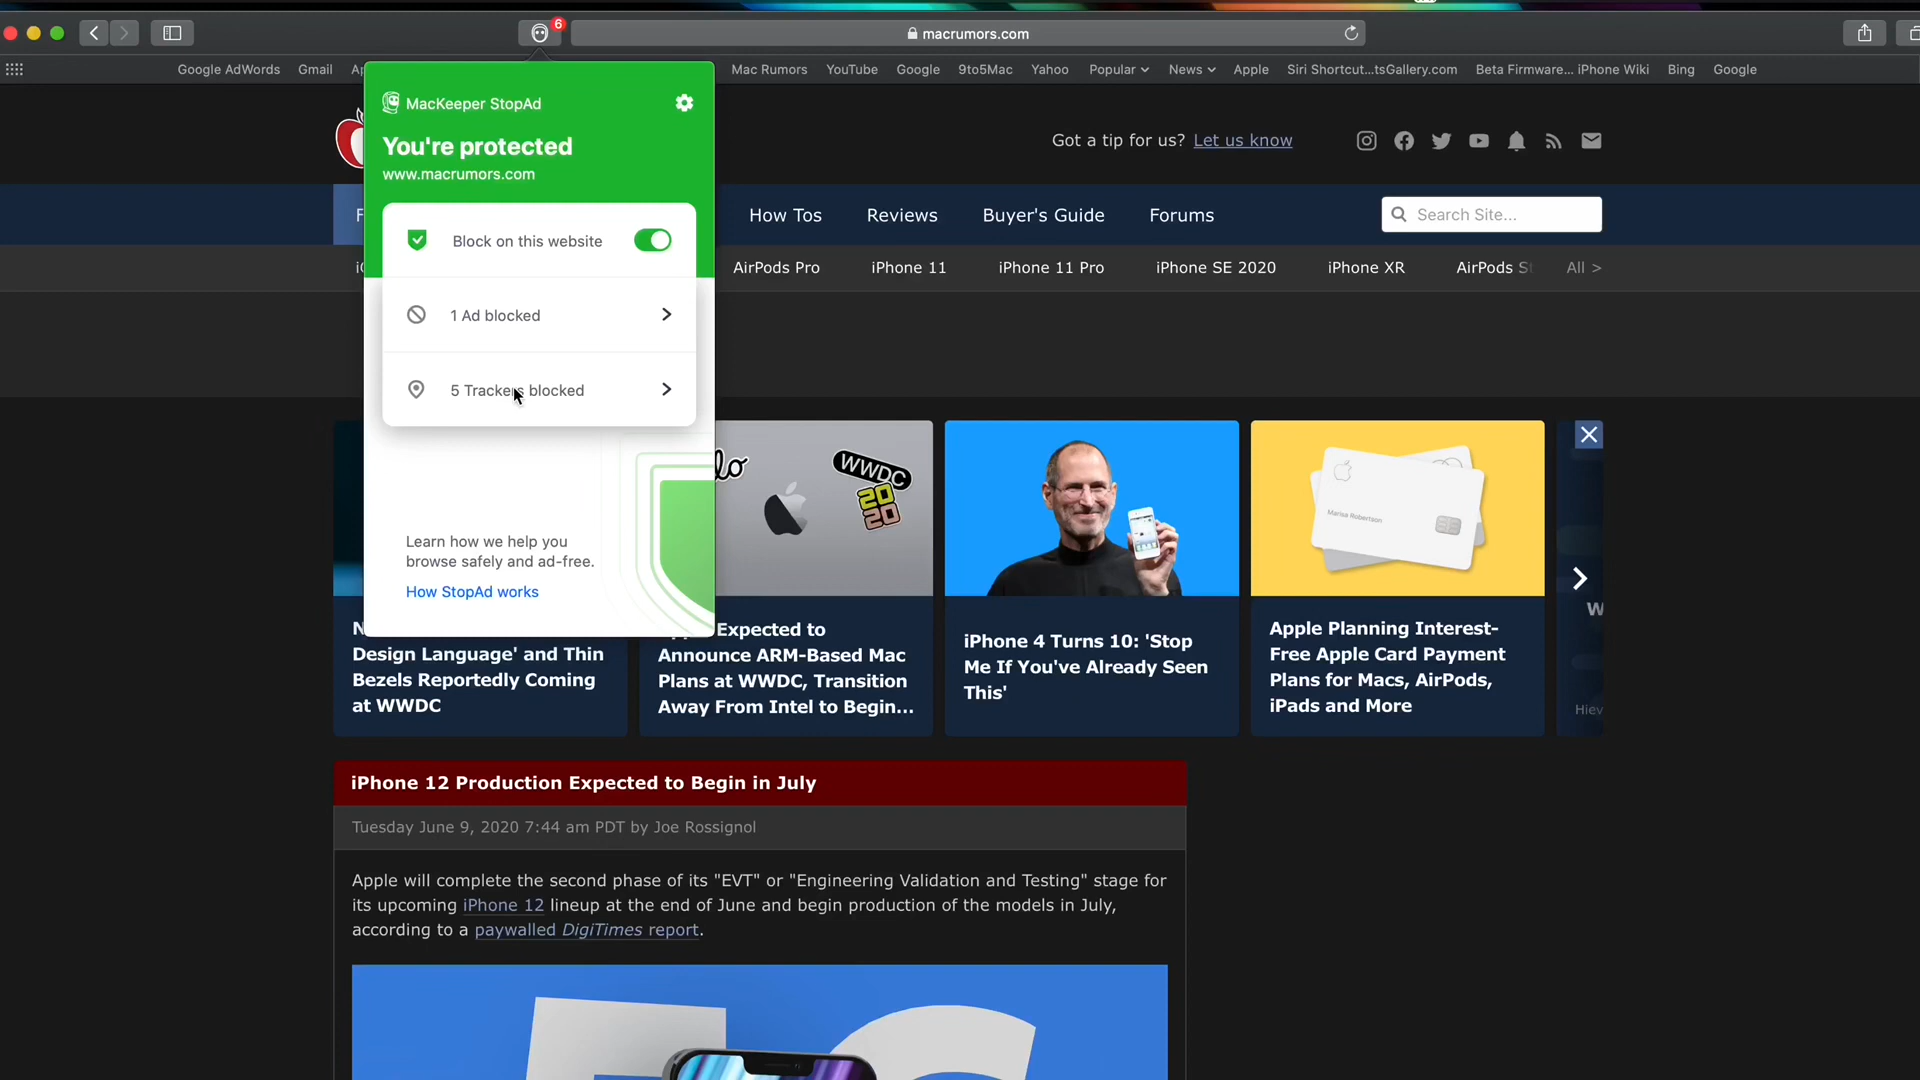 6
macrumors.com
Google AdWords
Gmail
Ap
Mac Rumors
YouTube
Google
9to5Mac
Yahoo
Popular
News
Apple
Siri Shortcut...tsGallery.com
Beta Firmware... iPhone Wiki
Bing
Google
MacKeeper StopAd
You're protected
www.macrumors.com
Block on this website
1 Ad blocked
5 Trackers blocked
Learn how we help you
browse safely and ad-free.
How StopAd works
Got a tip for us? Let us know
F
How Tos
Reviews
Buyer's Guide
Forums
Search Site...
iO
AirPods Pro
iPhone 11
iPhone 11 Pro
iPhone SE 2020
iPhone XR
AirPods St
All >
N
Design Language' and Thin
Bezels Reportedly Coming
at WWDC
lo
WWDC
2020
Expected to
Announce ARM-Based Mac
Plans at WWDC, Transition
Away From Intel to Begin...
iPhone 4 Turns 10: 'Stop
Me If You've Already Seen
This'
Marisa Robertson
Apple Planning Interest-
Free Apple Card Payment
Plans for Macs, AirPods,
iPads and More
W
Hiev
iPhone 12 Production Expected to Begin in July
Tuesday June 9, 2020 7:44 am PDT by Joe Rossignol
Apple will complete the second phase of its "EVT" or "Engineering Validation and Testing" stage for
its upcoming iPhone 12 lineup at the end of June and begin production of the models in July,
according to a paywalled DigiTimes report.